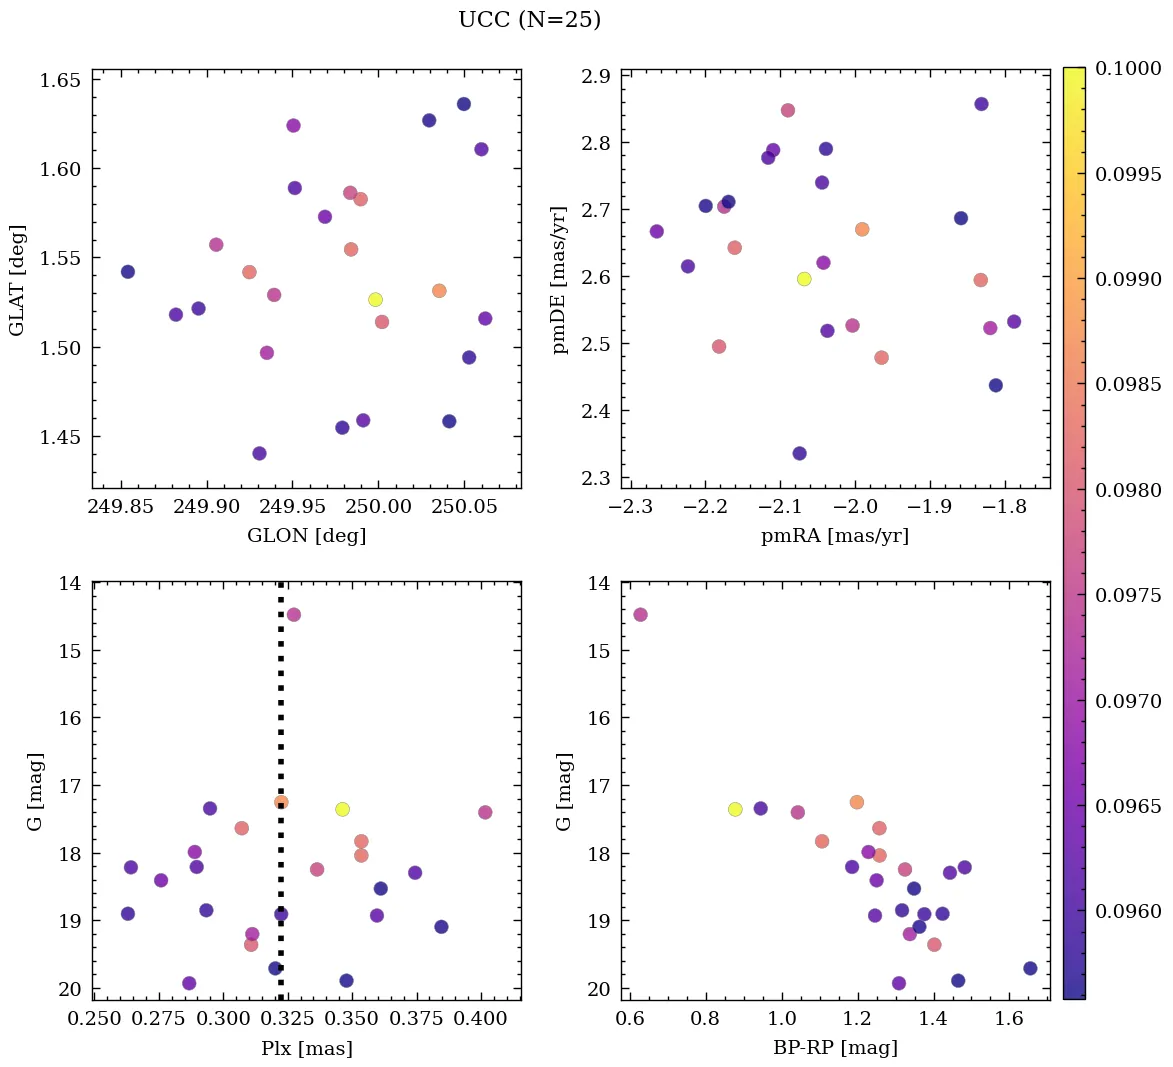 UCC (N=25)
1.65
1.60
1.55
1.50
1.45
GLAT [deg]
249.85 249.90 249.95 250.00 250.05
GLON [deg]
2.9
2.8
2.7
2.6
2.5
2.4
2.3
pmDE [mas/yr]
−2.3 −2.2 −2.1 −2.0 −1.9 −1.8
pmRA [mas/yr]
14
15
16
17
18
19
20
G [mag]
0.250 0.275 0.300 0.325 0.350 0.375 0.400
Plx [mas]
14
15
16
17
18
19
20
G [mag]
0.6 0.8 1.0 1.2 1.4 1.6
BP-RP [mag]
0.1000
0.0995
0.0990
0.0985
0.0980
0.0975
0.0970
0.0965
0.0960